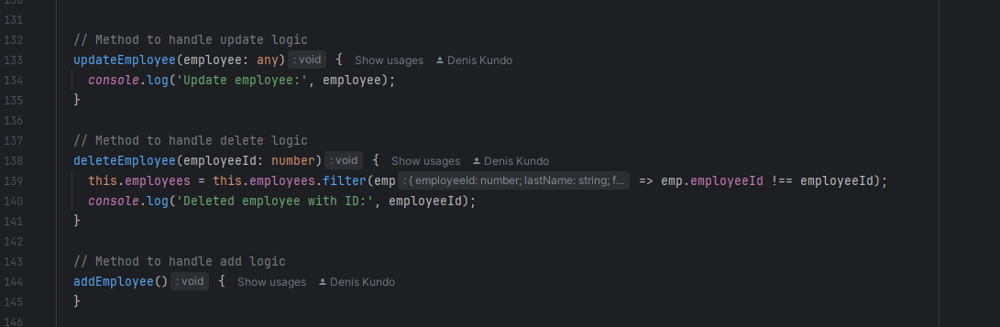 131
132 // Method to handle update logic
133 updateEmployee(employee: any) : void { Show usages Denis Kundo
134 console.log('Update employee:', employee);
135 }
136
137 // Method to handle delete logic
138 deleteEmployee(employeeId: number) : void { Show usages Denis Kundo
139 this.employees = this.employees.filter(emp : { employeeId: number; lastName: string; f... => emp.employeeId !== employeeId);
140 console.log('Deleted employee with ID:', employeeId);
141 }
142
143 // Method to handle add logic
144 addEmployee() : void { Show usages Denis Kundo
145 }
146